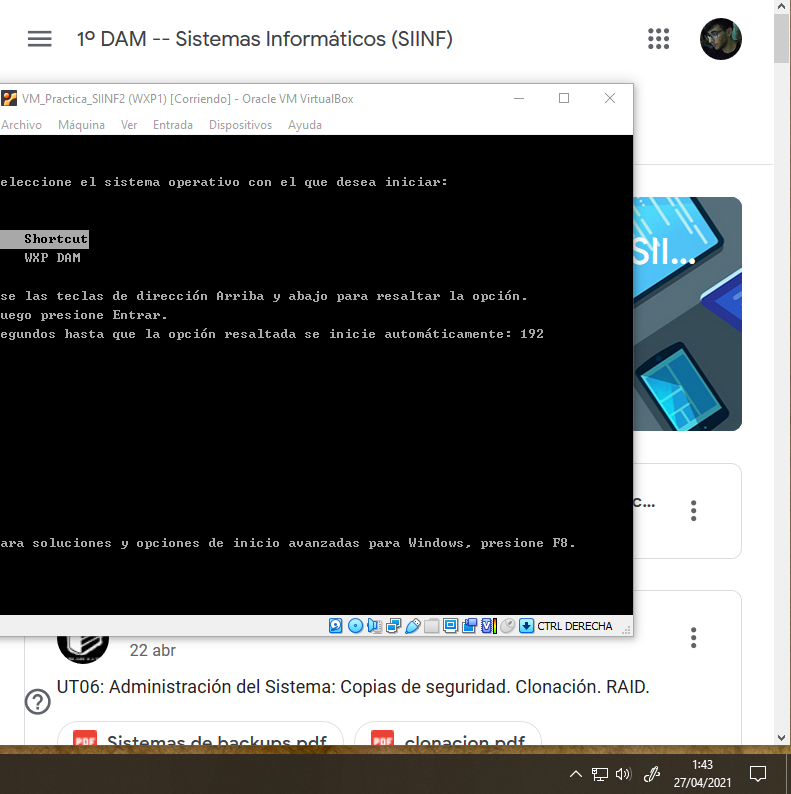 1º DAM -- Sistemas Informáticos (SIINF)
VM_Practica_SIINF2 (WXP1) [Corriendo] - Oracle VM VirtualBox
Archivo Máquina Ver Entrada Dispositivos Ayuda
eleccione el sistema operativo con el que desea iniciar:
Shortcut
WXP DAM
SII...
se las teclas de dirección Arriba y abajo para resaltar la opción.
uego presione Entrar.
egundos hasta que la opción resaltada se inicie automáticamente: 192
c...
ara soluciones y opciones de inicio avanzadas para Windows, presione F8.
CTRL DERECHA
22 abr
UT06: Administración del Sistema: Copias de seguridad. Clonación. RAID.
PDF Sistemas de backups.pdf PDF clonacion.pdf
1:43
27/04/2021